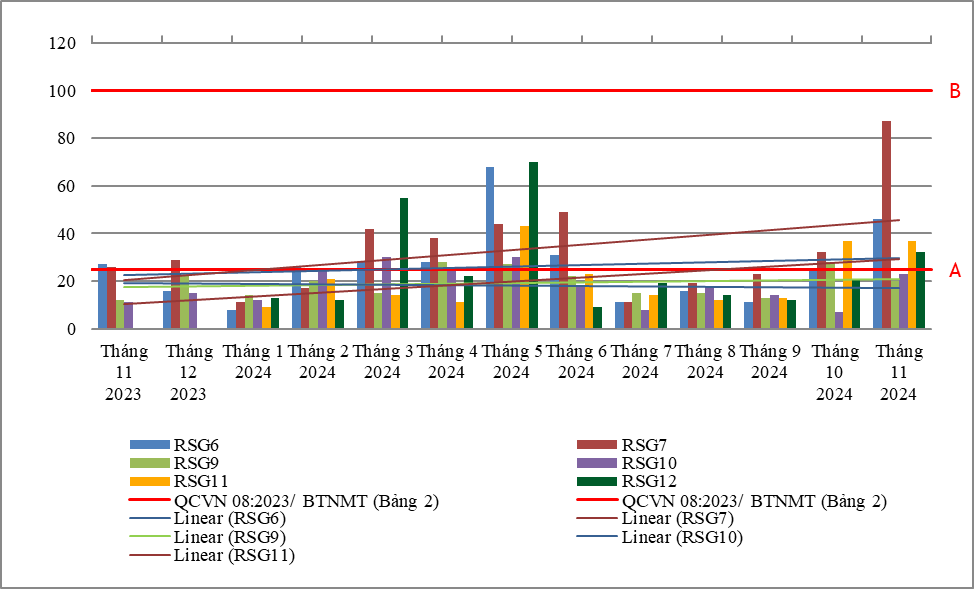 120
100
B
80
60
40
A
20
0
Tháng Tháng Tháng 1 Tháng 2 Tháng 3 Tháng 4 Tháng 5 Tháng 6 Tháng 7 Tháng 8 Tháng 9 Tháng Tháng
11 12 2024 2024 2024 2024 2024 2024 2024 2024 2024 10 11
2023 2023 2024 2024
RSG6 RSG7
RSG9 RSG10
RSG11 RSG12
QCVN 08:2023/ BTNMT (Bảng 2) QCVN 08:2023/ BTNMT (Bảng 2)
Linear (RSG6) Linear (RSG7)
Linear (RSG9) Linear (RSG10)
Linear (RSG11)